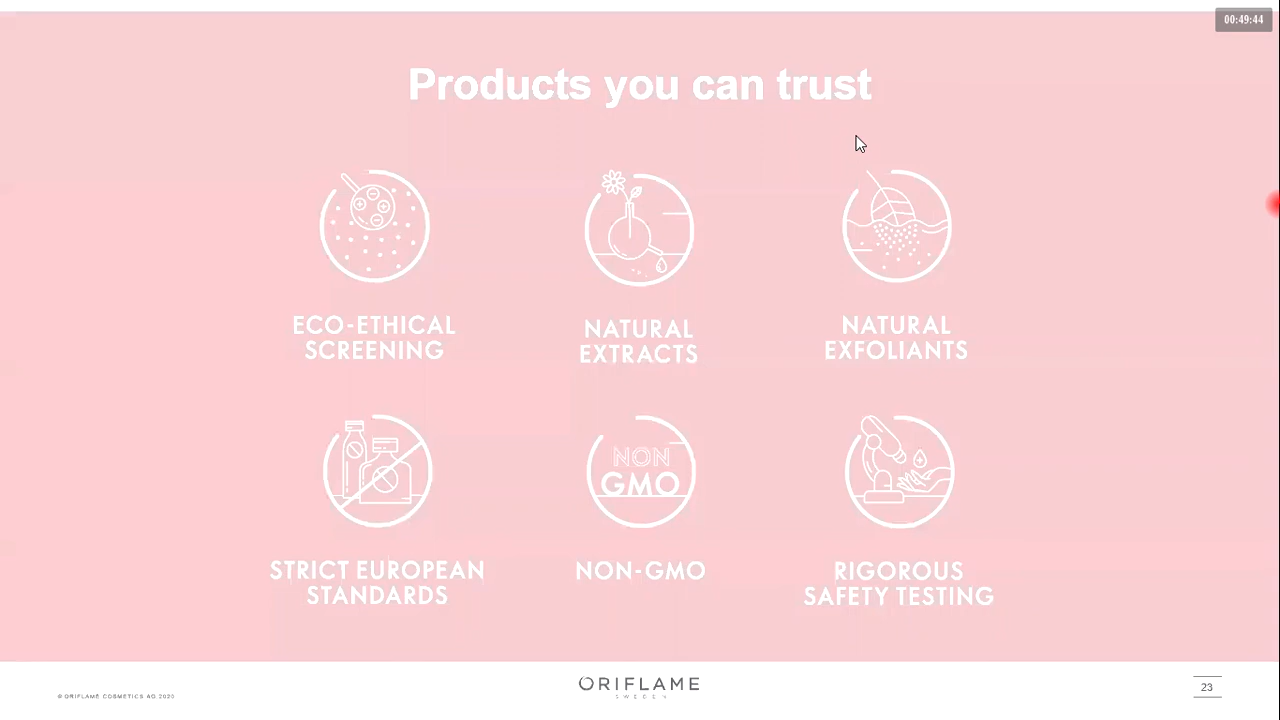 00:49:44
Products you can trust
ECO-ETHICAL
SCREENING
NATURAL
EXTRACTS
NATURAL
EXFOLIANTS
NON
GMO
STRICT EUROPEAN
STANDARDS
NON-GMO
RIGOROUS
SAFETY TESTING
© ORIFLAME COSMETICS AG 2020
ORIFLAME
SWEDEN
23